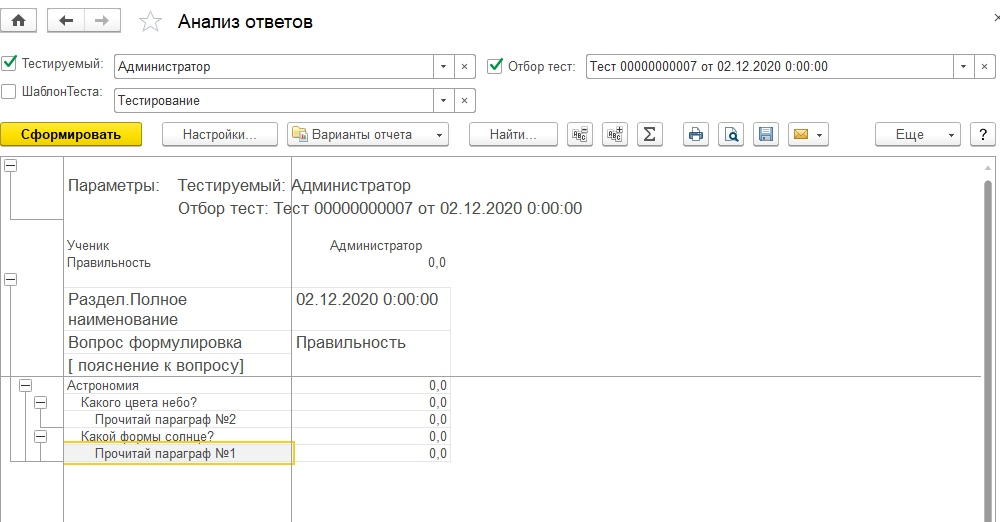 Анализ ответов
Тестируемый: Администратор Отбор тест: Тест 00000000007 от 02.12.2020 0:00:00
ШаблонТеста: Тестирование
Сформировать Настройки... Варианты отчета Найти... Еще ?
Параметры: Тестируемый: Администратор
Отбор тест: Тест 00000000007 от 02.12.2020 0:00:00
Ученик Администратор
Правильность 0,0
Раздел.Полное 02.12.2020 0:00:00
наименование
Вопрос формулировка Правильность
[ пояснение к вопросу]
Астрономия 0,0
Какого цвета небо? 0,0
Прочитай параграф №2 0,0
Какой формы солнце? 0,0
Прочитай параграф №1 0,0